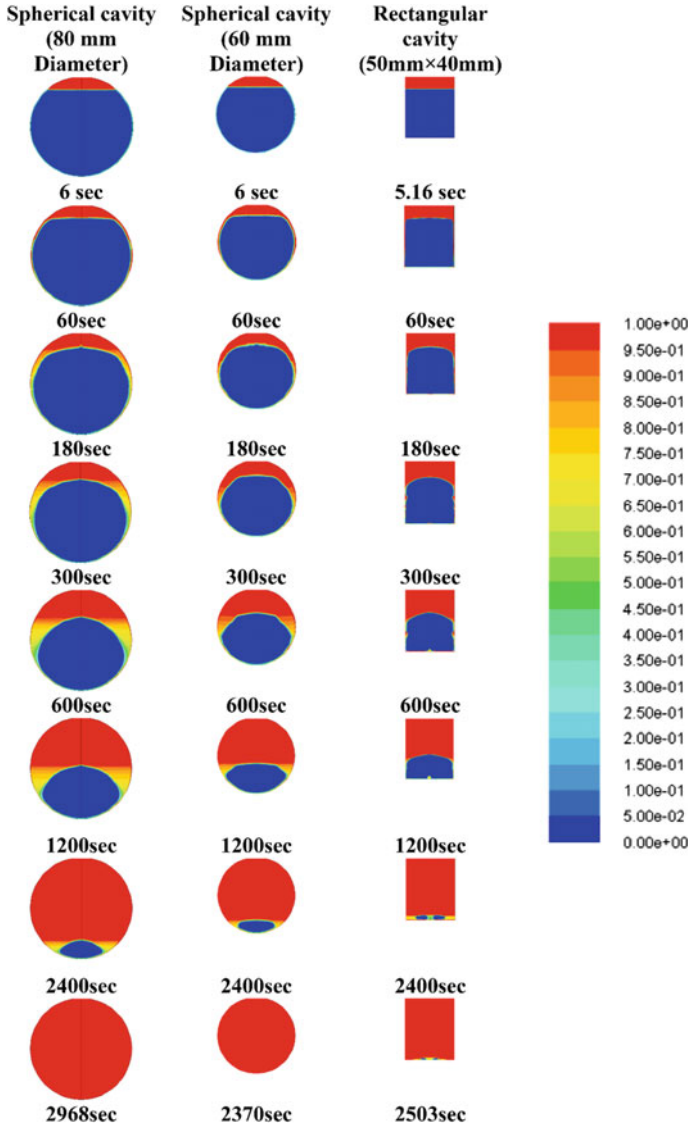 Spherical cavity Spherical cavity Rectangular
(80 mm (60 mm cavity
Diameter) Diameter) (50mm×40mm)
6 sec 6 sec 5.16 sec
60sec 60sec 60sec
180sec 180sec 180sec
300sec 300sec 300sec
600sec 600sec 600sec
1200sec 1200sec 1200sec
2400sec 2400sec 2400sec
2968sec 2370sec 2503sec
1.00e+00
9.50e-01
9.00e-01
8.50e-01
8.00e-01
7.50e-01
7.00e-01
6.50e-01
6.00e-01
5.50e-01
5.00e-01
4.50e-01
4.00e-01
3.50e-01
3.00e-01
2.50e-01
2.00e-01
1.50e-01
1.00e-01
5.00e-02
0.00e+00